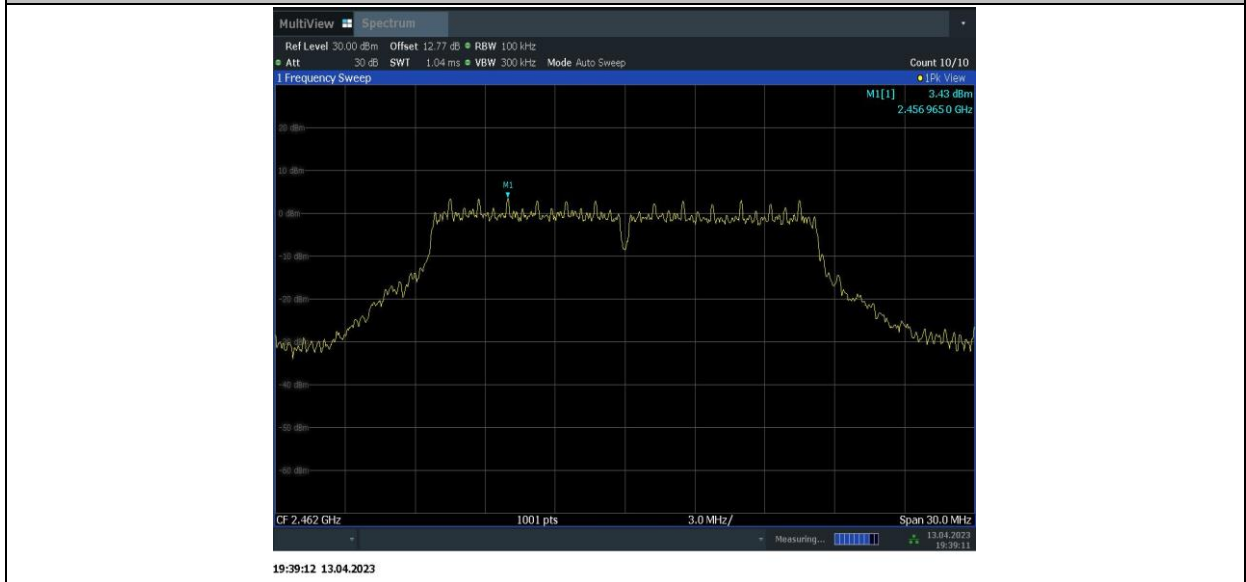 MultiView Spectrum
Ref Level 30.00 dBm Offset 12.77 dB RBW 100 kHz
Att 30 dB SWT 1.04 ms VBW 300 kHz Mode Auto Sweep Count 10/10
1 Frequency Sweep 1Pk View
M1[1] 3.43 dBm
2.456 965 0 GHz
20 dBm
10 dBm
M1
0 dBm
-10 dBm
-20 dBm
-40 dBm
-50 dBm
-60 dBm
CF 2.462 GHz 1001 pts 3.0 MHz/ Span 30.0 MHz
Measuring... 13.04.2023
19:39:11
19:39:12 13.04.2023